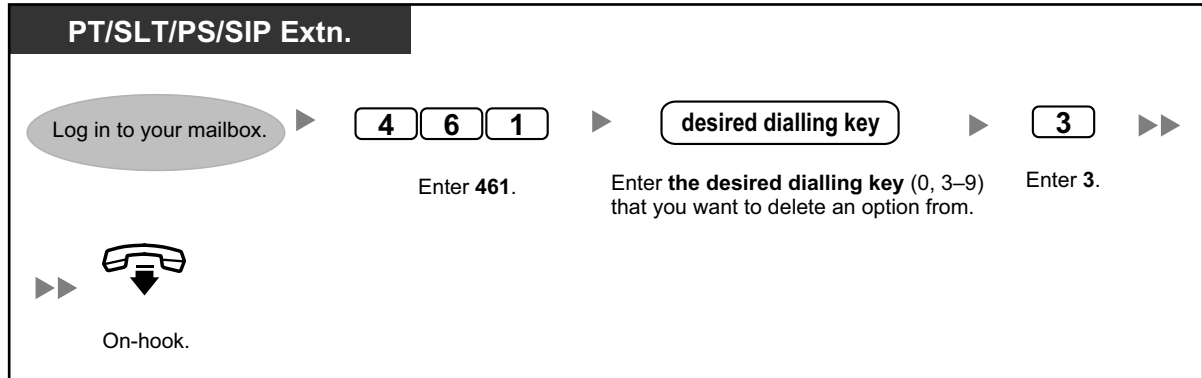 PT/SLT/PS/SIP Extn.
Log in to your mailbox.
4 6 1
desired dialling key
3
Enter 461.
Enter the desired dialling key (0, 3–9)
that you want to delete an option from.
Enter 3.
On-hook.